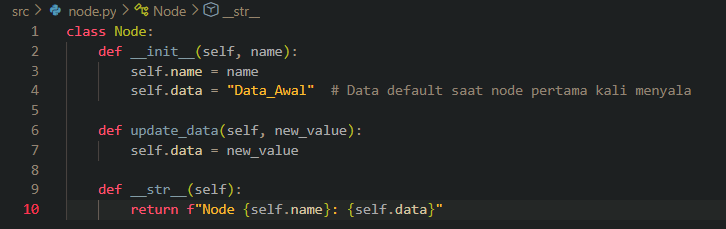 src > node.py > Node > __str__
1 class Node:
2     def __init__(self, name):
3         self.name = name
4         self.data = "Data_Awal"  # Data default saat node pertama kali menyala
5
6     def update_data(self, new_value):
7         self.data = new_value
8
9     def __str__(self):
10         return f"Node {self.name}: {self.data}"